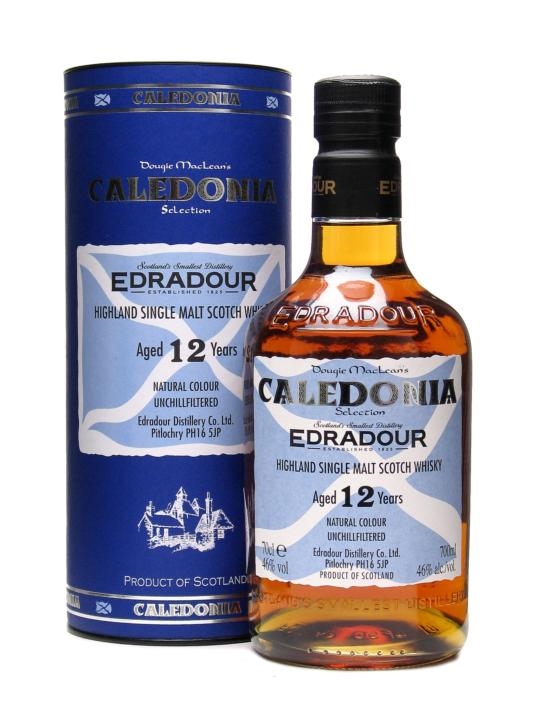 CALEDONIA
Dougie MacLean's
CALEDONIA
Selection
Scotland's Smallest Distillery
EDRADOUR
ESTABLISHED 1825
HIGHLAND SINGLE MALT SCOTCH
Aged 12 Years
NATURAL COLOUR
UNCHILLFILTERED
Edradour Distillery Co. Ltd.
Pitlochry PH16 5JP
PRODUCT OF SCOTLAND
CALEDONIA
EDRADOUR
Dougie MacLean's
CALEDONIA
Selection
Scotland's Smallest Distillery
EDRADOUR
ESTABLISHED 1825
HIGHLAND SINGLE MALT SCOTCH WHISKY
Aged 12 Years
NATURAL COLOUR
UNCHILLFILTERED
70cl e
46% vol
Edradour Distillery Co. Ltd.
Pitlochry PH16 5JP
PRODUCT OF SCOTLAND
700ml
46% alc./vol.